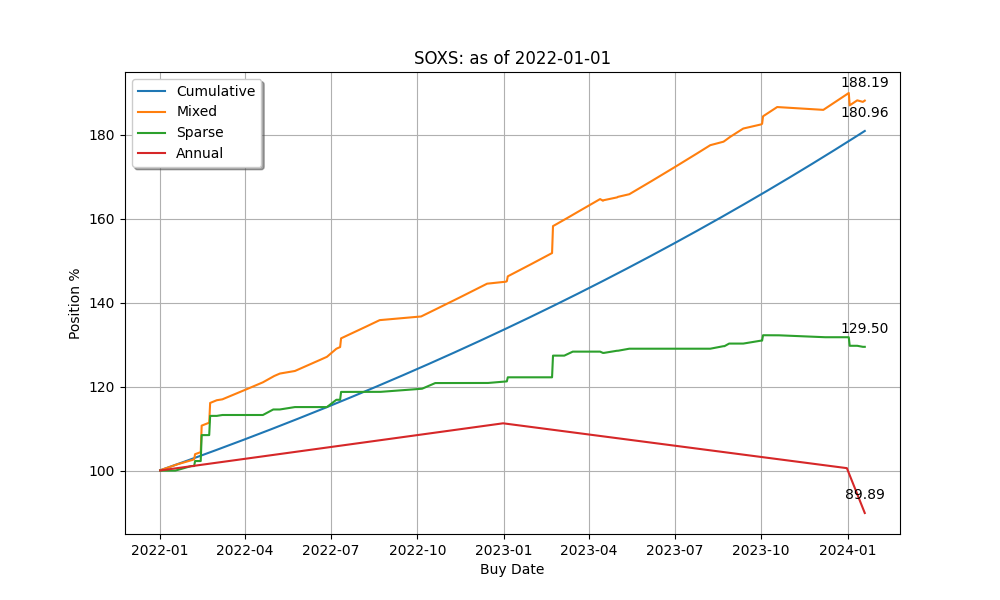 SOXS: as of 2022-01-01
Cumulative
Mixed
Sparse
Annual
188.19
180.96
129.50
89.89
180
160
140
120
100
Position %
2022-01 2022-04 2022-07 2022-10 2023-01 2023-04 2023-07 2023-10 2024-01
Buy Date